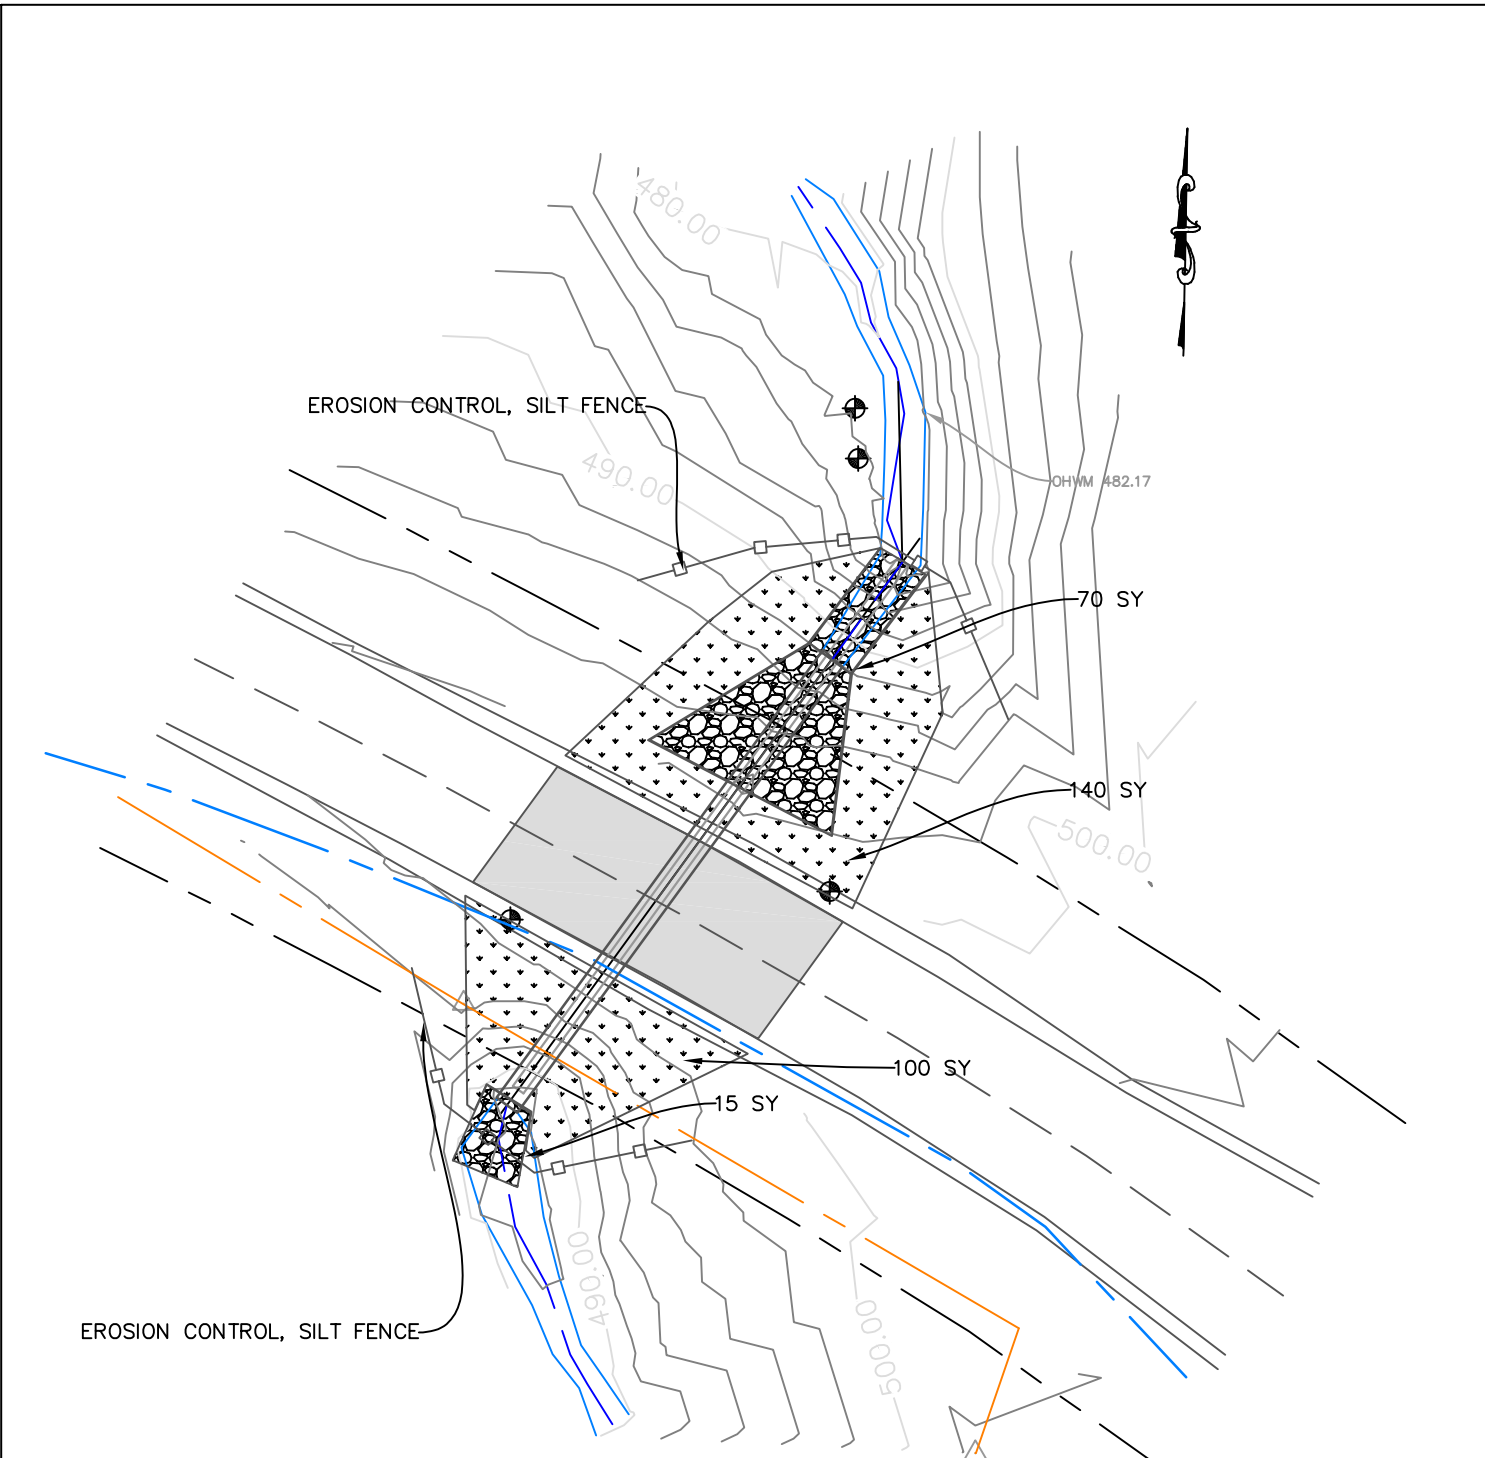 480.00
EROSION CONTROL, SILT FENCE
490.00
OHWM 482.17
70 SY
140 SY
500.00
100 SY
15 SY
490.00
EROSION CONTROL, SILT FENCE
500.00